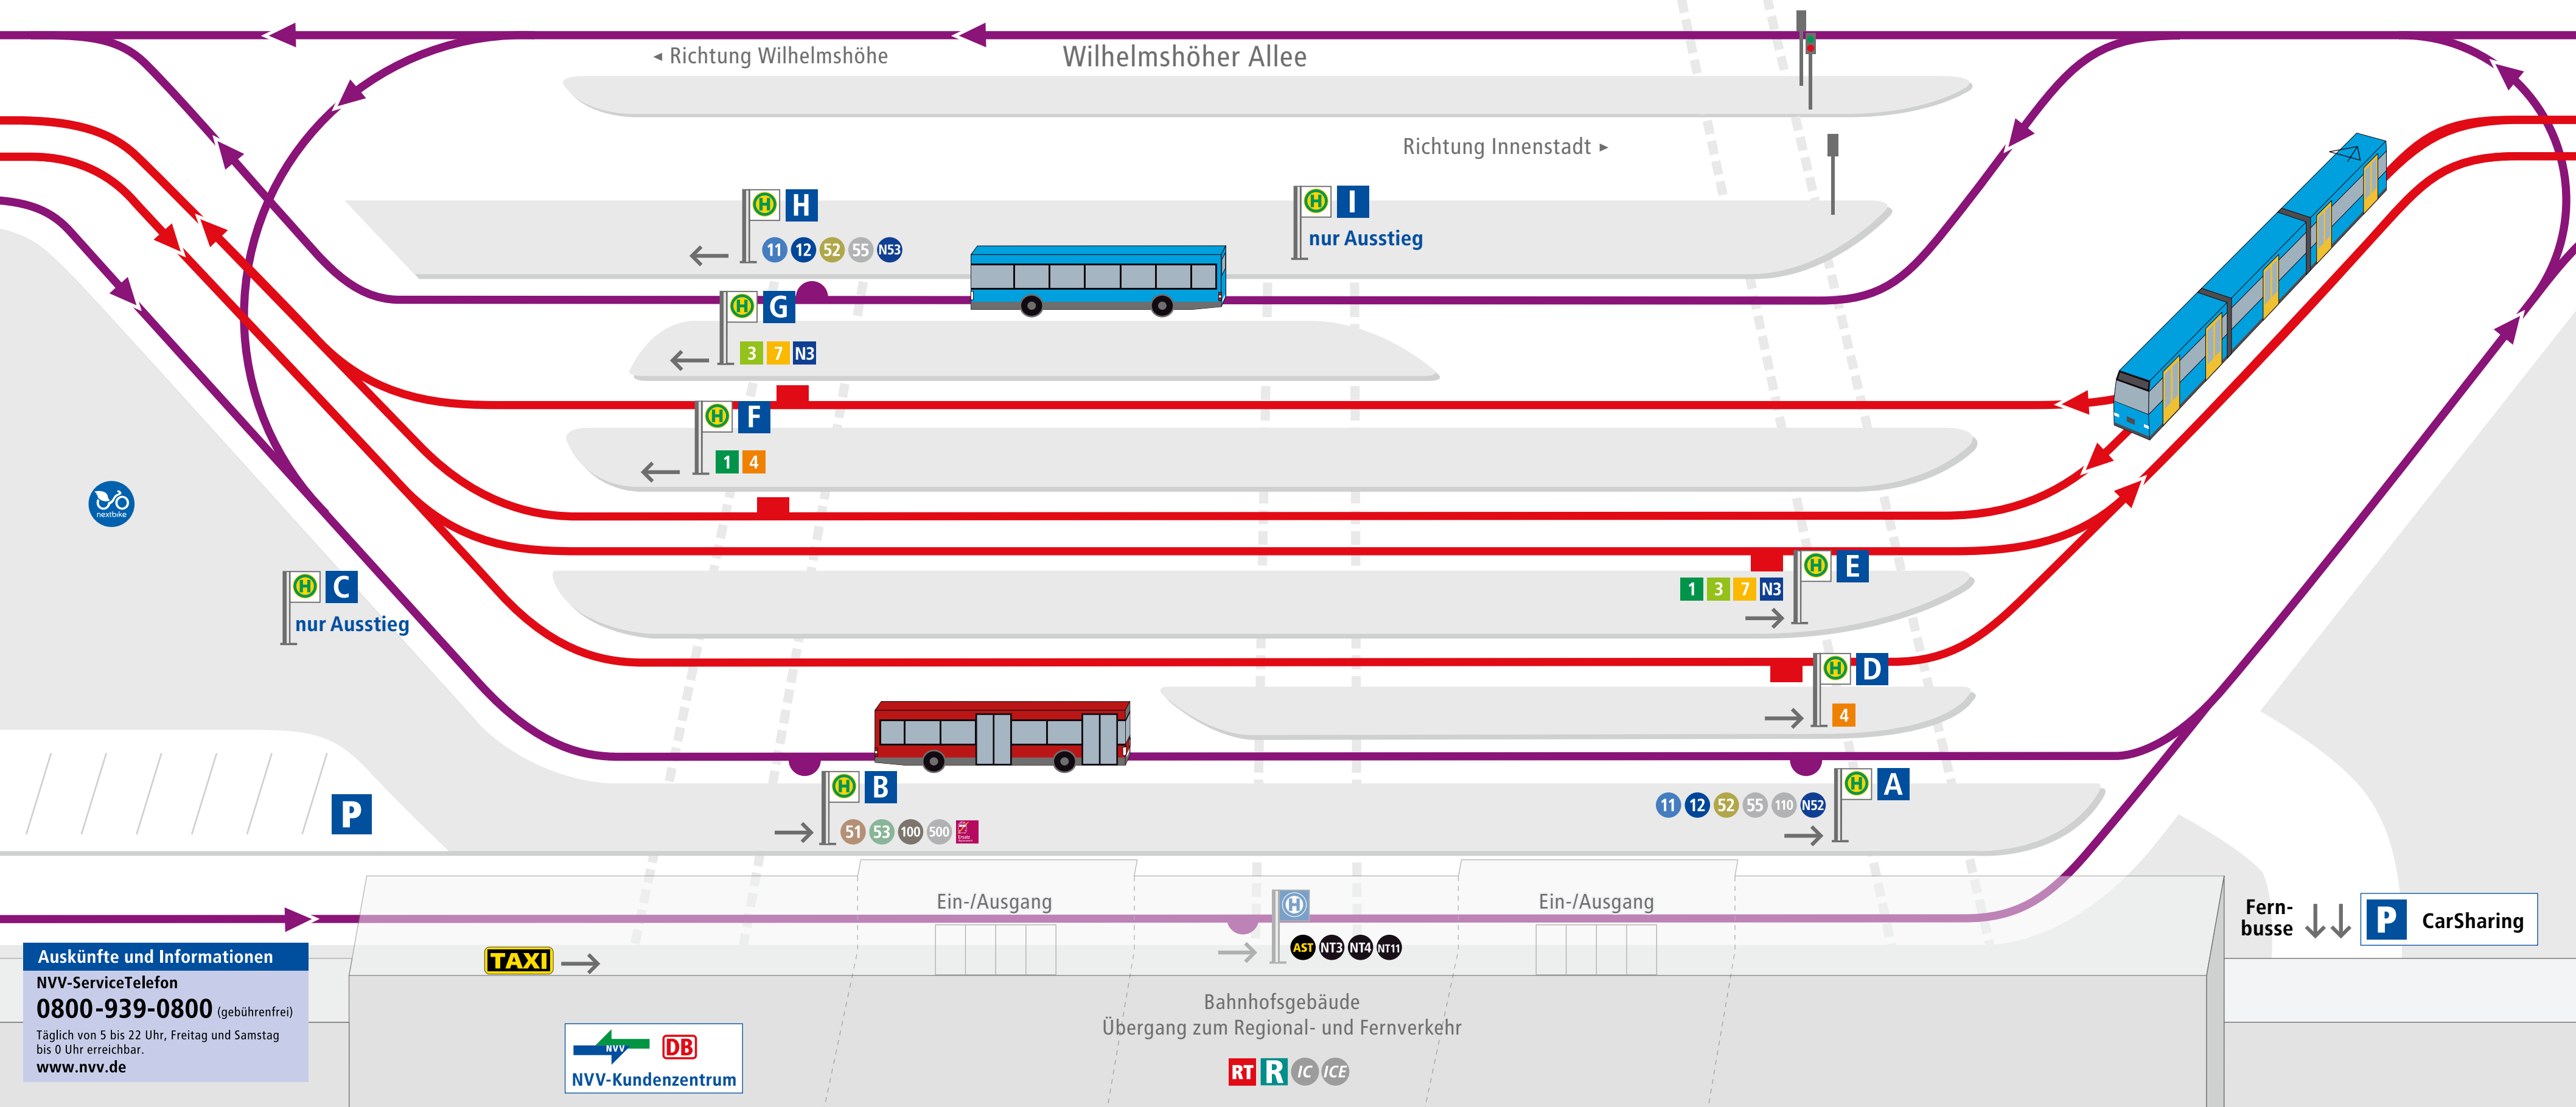 ◂ Richtung Wilhelmshöhe
Wilhelmshöher Allee
Richtung Innenstadt ▸
H H
11 12 52 55 N53
H I
nur Ausstieg
H G
3 7 N3
H F
1 4
nextbike
H C
nur Ausstieg
H E
1 3 7 N3
H D
4
H B
51 53 100 500
H A
11 12 52 55 110 N52
P
Ein-/Ausgang
Ein-/Ausgang
H
AST NT3 NT4 NT11
TAXI
Fern-
busse
P CarSharing
Auskünfte und Informationen
NVV-ServiceTelefon
0800-939-0800 (gebührenfrei)
Täglich von 5 bis 22 Uhr, Freitag und Samstag
bis 0 Uhr erreichbar.
www.nvv.de
NVV DB
NVV-Kundenzentrum
Bahnhofsgebäude
Übergang zum Regional- und Fernverkehr
RT R IC ICE